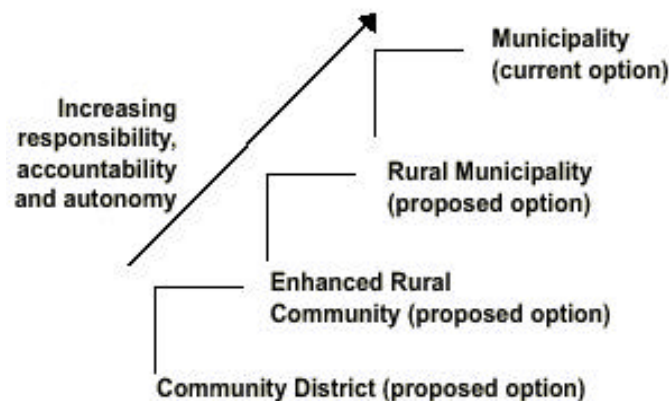 Municipality
(current option)
Increasing
responsibility,
accountability
and autonomy
Rural Municipality
(proposed option)
Enhanced Rural
Community (proposed option)
Community District (proposed option)